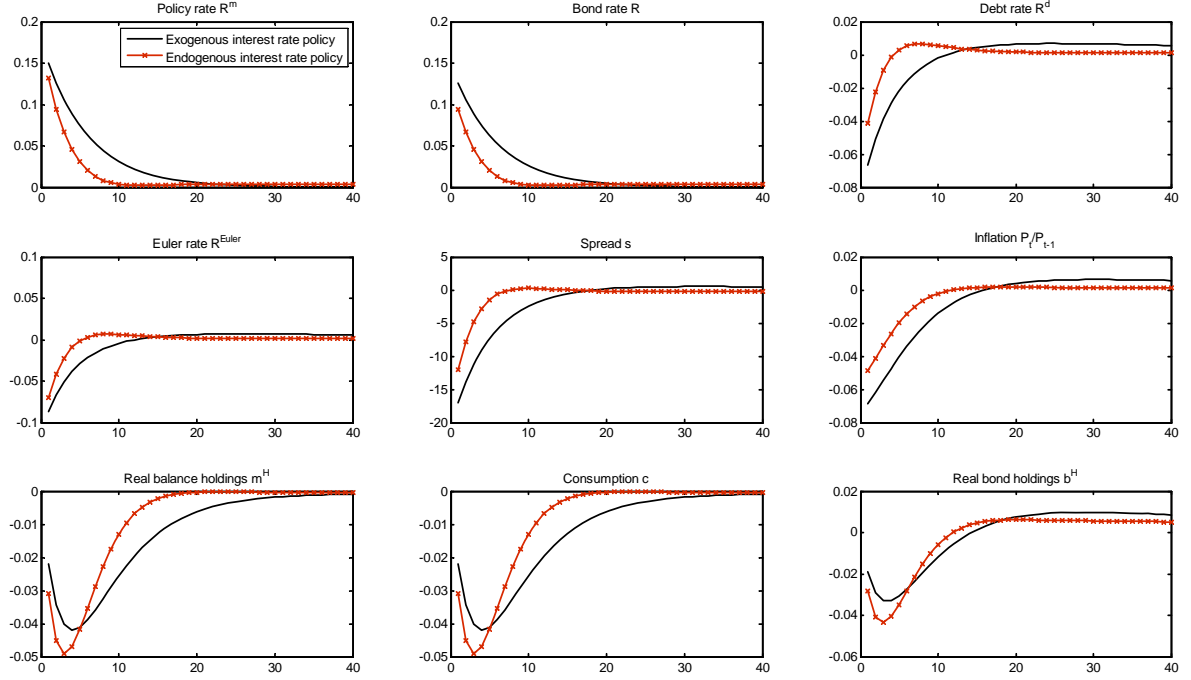 Policy rate R^m
0.2
0.15
0.1
0.05
0
0 10 20 30 40
Exogenous interest rate policy
Endogenous interest rate policy
Bond rate R
0.2
0.15
0.1
0.05
0
0 10 20 30 40
Debt rate R^d
0.02
0
-0.02
-0.04
-0.06
-0.08
0 10 20 30 40
Euler rate R^Euler
0.1
0.05
0
-0.05
-0.1
0 10 20 30 40
Spread s
5
0
-5
-10
-15
-20
0 10 20 30 40
Inflation P_t/P_t-1
0.02
0
-0.02
-0.04
-0.06
-0.08
0 10 20 30 40
Real balance holdings m^H
0
-0.01
-0.02
-0.03
-0.04
-0.05
0 10 20 30 40
Consumption c
0
-0.01
-0.02
-0.03
-0.04
-0.05
0 10 20 30 40
Real bond holdings b^H
0.02
0
-0.02
-0.04
-0.06
0 10 20 30 40